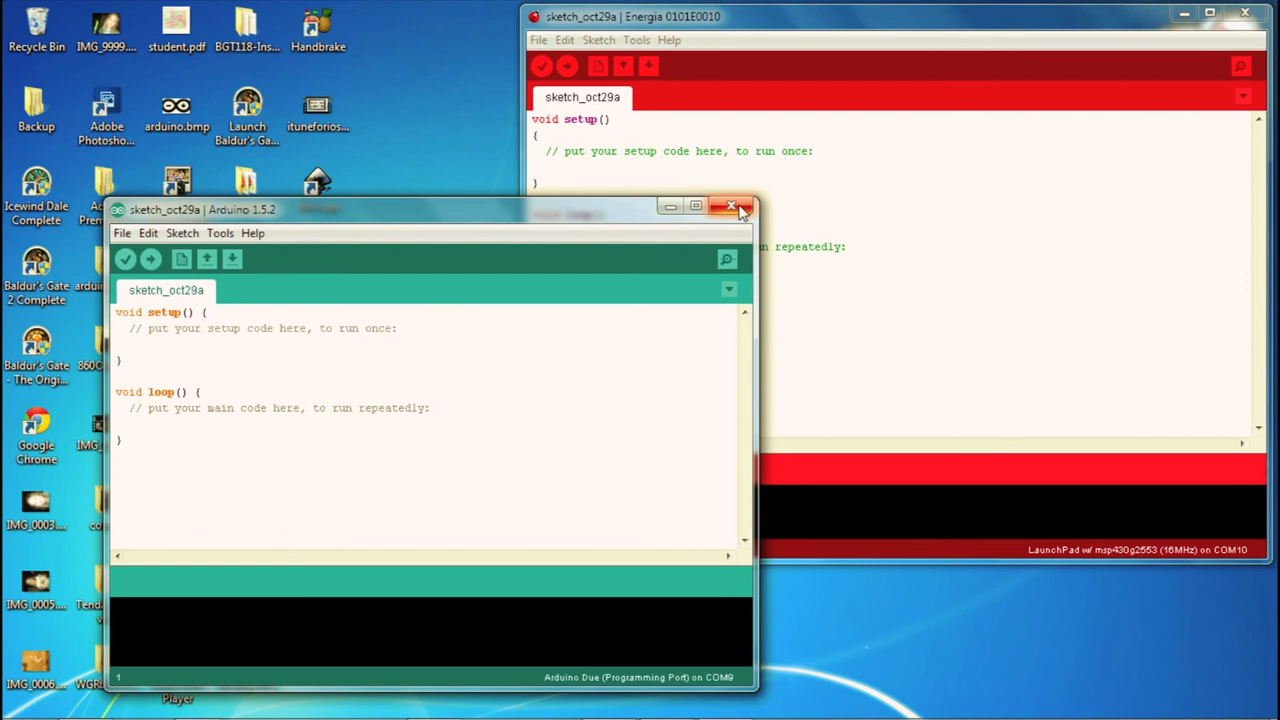 Recycle Bin
IMG_9999....
student.pdf
BGT118-Ins...
Handbrake
Backup
Adobe
Photosho...
arduino.bmp
Launch
Baldur's Ga...
ituneforios...
Icewind Dale
Complete
Prem
Baldur's Gate
2 Complete
Baldur's Gate
- The Origi...
Google
Chrome
IMG_0003....
IMG_0005....
IMG_0006....
Player
sketch_oct29a | Energia 0101E0010
File Edit Sketch Tools Help
sketch_oct29a
void setup()
{
// put your setup code here, to run once:
}
n repeatedly:
LaunchPad w/ msp430g2553 (16MHz) on COM10
sketch_oct29a | Arduino 1.5.2
File Edit Sketch Tools Help
sketch_oct29a
void setup() {
// put your setup code here, to run once:
}
void loop() {
// put your main code here, to run repeatedly:
}
1
Arduino Due (Programming Port) on COM9